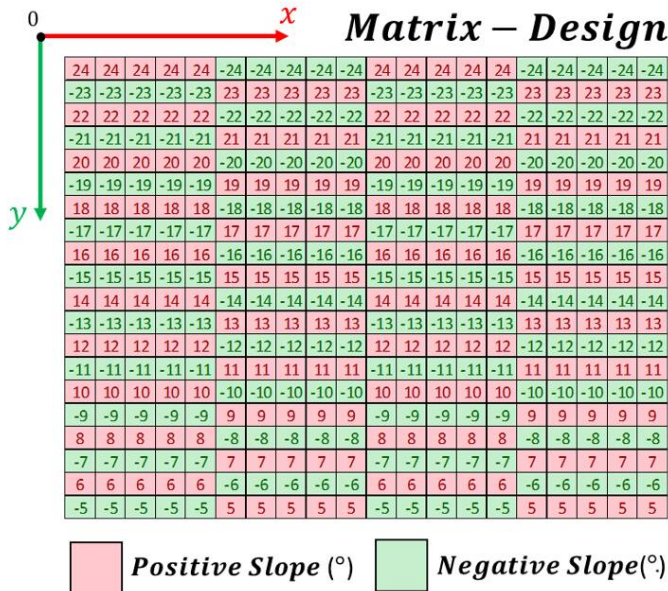 0
x
Matrix – Design
24 24 24 24 24 -24 -24 -24 -24 -24 24 24 24 24 24 -24 -24 -24 -24 -24
-23 -23 -23 -23 -23 23 23 23 23 23 -23 -23 -23 -23 -23 23 23 23 23 23
22 22 22 22 22 -22 -22 -22 -22 -22 22 22 22 22 22 -22 -22 -22 -22 -22
-21 -21 -21 -21 -21 21 21 21 21 21 -21 -21 -21 -21 -21 21 21 21 21 21
20 20 20 20 20 -20 -20 -20 -20 -20 20 20 20 20 20 -20 -20 -20 -20 -20
-19 -19 -19 -19 -19 19 19 19 19 19 -19 -19 -19 -19 -19 19 19 19 19 19
y
18 18 18 18 18 -18 -18 -18 -18 -18 18 18 18 18 18 -18 -18 -18 -18 -18
-17 -17 -17 -17 -17 17 17 17 17 17 -17 -17 -17 -17 -17 17 17 17 17 17
16 16 16 16 16 -16 -16 -16 -16 -16 16 16 16 16 16 -16 -16 -16 -16 -16
-15 -15 -15 -15 -15 15 15 15 15 15 -15 -15 -15 -15 -15 15 15 15 15 15
14 14 14 14 14 -14 -14 -14 -14 -14 14 14 14 14 14 -14 -14 -14 -14 -14
-13 -13 -13 -13 -13 13 13 13 13 13 -13 -13 -13 -13 -13 13 13 13 13 13
12 12 12 12 12 -12 -12 -12 -12 -12 12 12 12 12 12 -12 -12 -12 -12 -12
-11 -11 -11 -11 -11 11 11 11 11 11 -11 -11 -11 -11 -11 11 11 11 11 11
10 10 10 10 10 -10 -10 -10 -10 -10 10 10 10 10 10 -10 -10 -10 -10 -10
-9 -9 -9 -9 -9 9 9 9 9 9 -9 -9 -9 -9 -9 9 9 9 9 9
8 8 8 8 8 -8 -8 -8 -8 -8 8 8 8 8 8 -8 -8 -8 -8 -8
-7 -7 -7 -7 -7 7 7 7 7 7 -7 -7 -7 -7 -7 7 7 7 7 7
6 6 6 6 6 -6 -6 -6 -6 -6 6 6 6 6 6 -6 -6 -6 -6 -6
-5 -5 -5 -5 -5 5 5 5 5 5 -5 -5 -5 -5 -5 5 5 5 5 5
Positive Slope (°)
Negative Slope(°.)